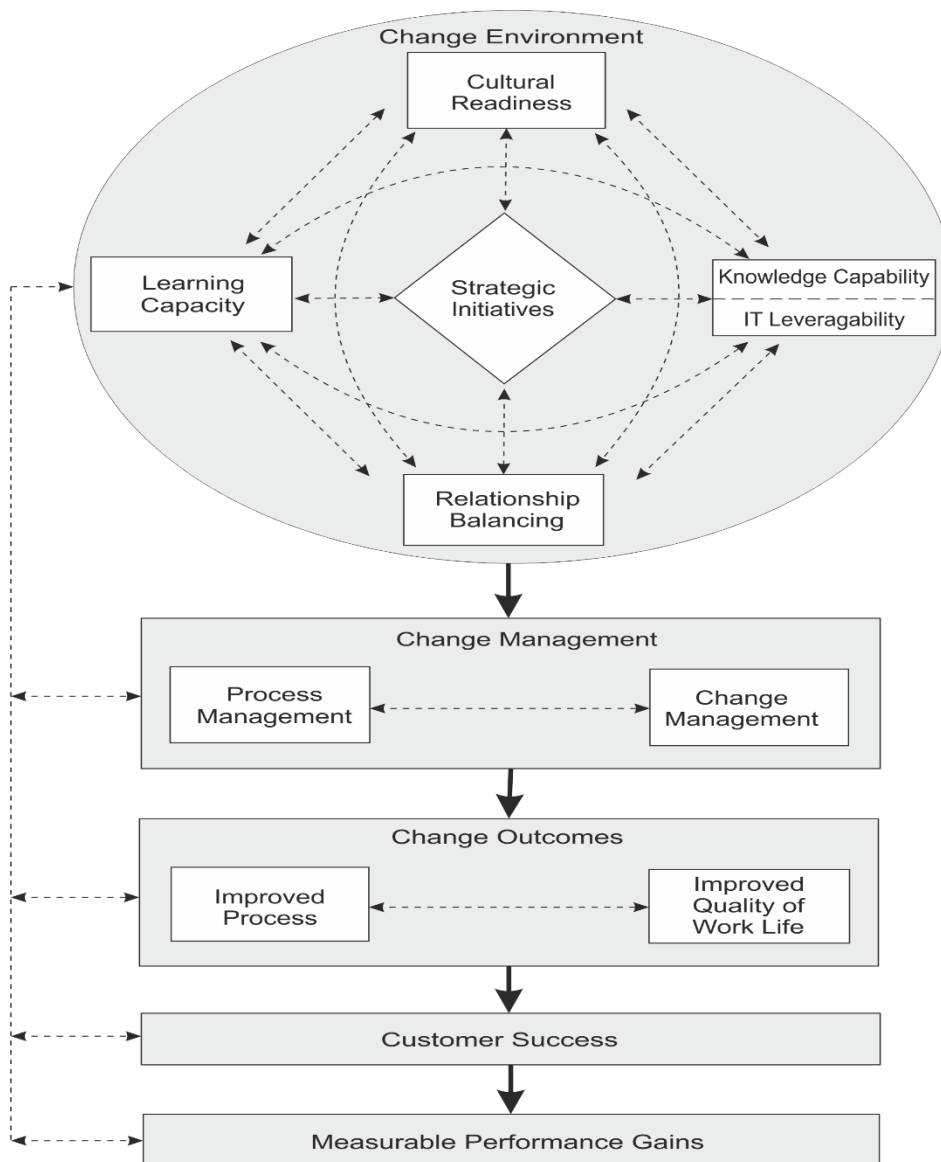 Change Environment
Cultural
Readiness
Learning
Capacity
Strategic
Initiatives
Knowledge Capability
IT Leveragability
Relationship
Balancing
Change Management
Process
Management
Change
Management
Change Outcomes
Improved
Process
Improved
Quality of
Work Life
Customer Success
Measurable Performance Gains